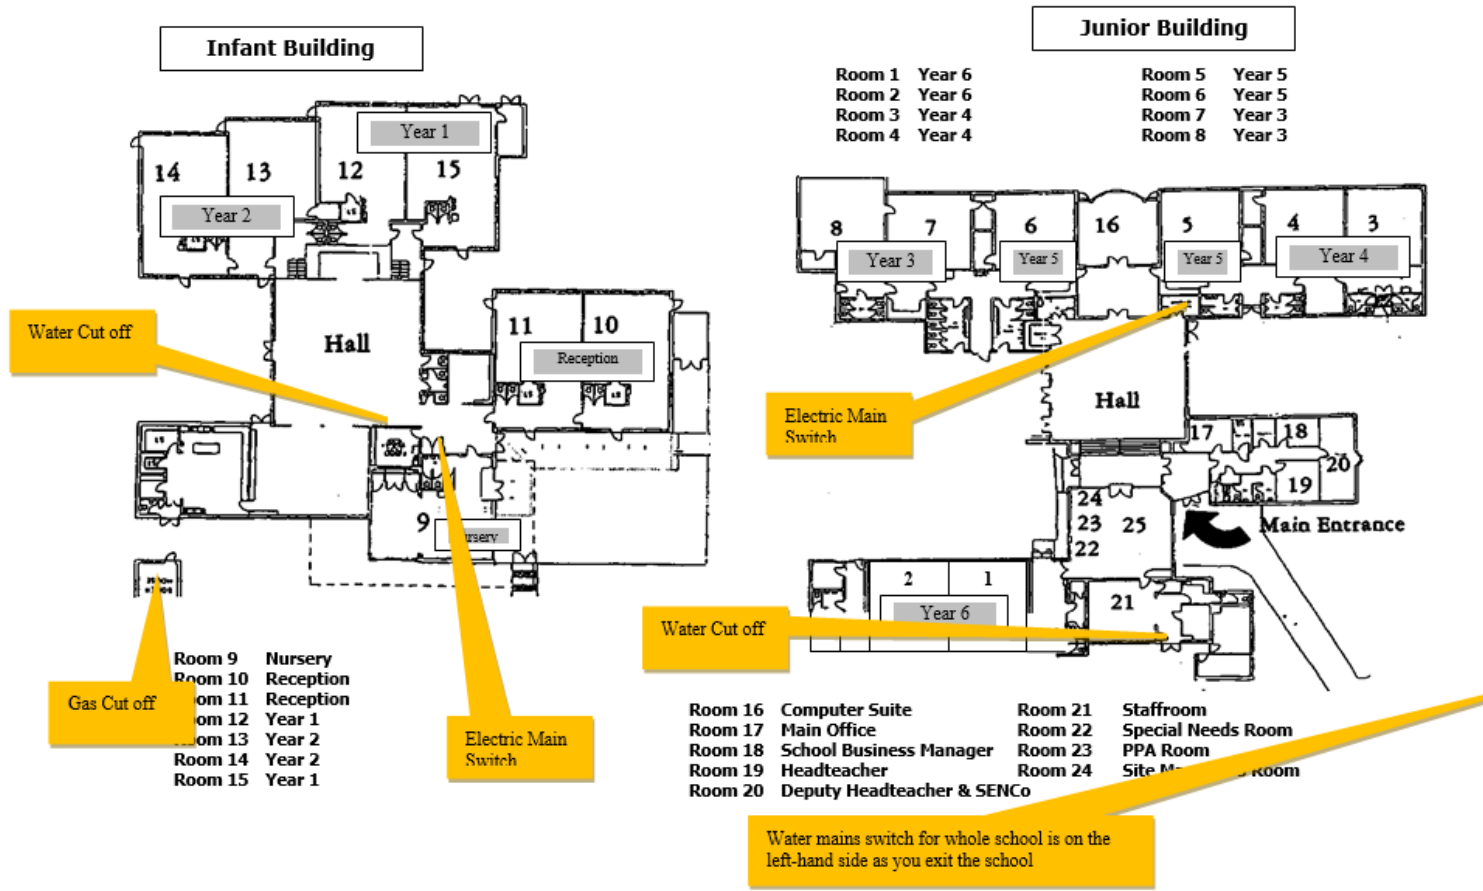 Infant Building
Year 1
14
13
12
15
Year 2
Water Cut off
Hall
11
10
Reception
9
Gas Cut off
Room 9 Nursery
Room 10 Reception
Room 11 Reception
Room 12 Year 1
Room 13 Year 2
Room 14 Year 2
Room 15 Year 1
Electric Main
Switch
Junior Building
Room 1 Year 6
Room 2 Year 6
Room 3 Year 4
Room 4 Year 4
Room 5 Year 5
Room 6 Year 5
Room 7 Year 3
Room 8 Year 3
8
7
6
16
5
4
3
Year 3
Year 5
Year 5
Year 4
Electric Main
Switch
Hall
17
18
20
19
24
23
25
22
Main Entrance
2
1
Year 6
21
Water Cut off
Room 16 Computer Suite
Room 17 Main Office
Room 18 School Business Manager
Room 19 Headteacher
Room 20 Deputy Headteacher & SENCo
Room 21 Staffroom
Room 22 Special Needs Room
Room 23 PPA Room
Room 24 Site Room
Water mains switch for whole school is on the
left-hand side as you exit the school